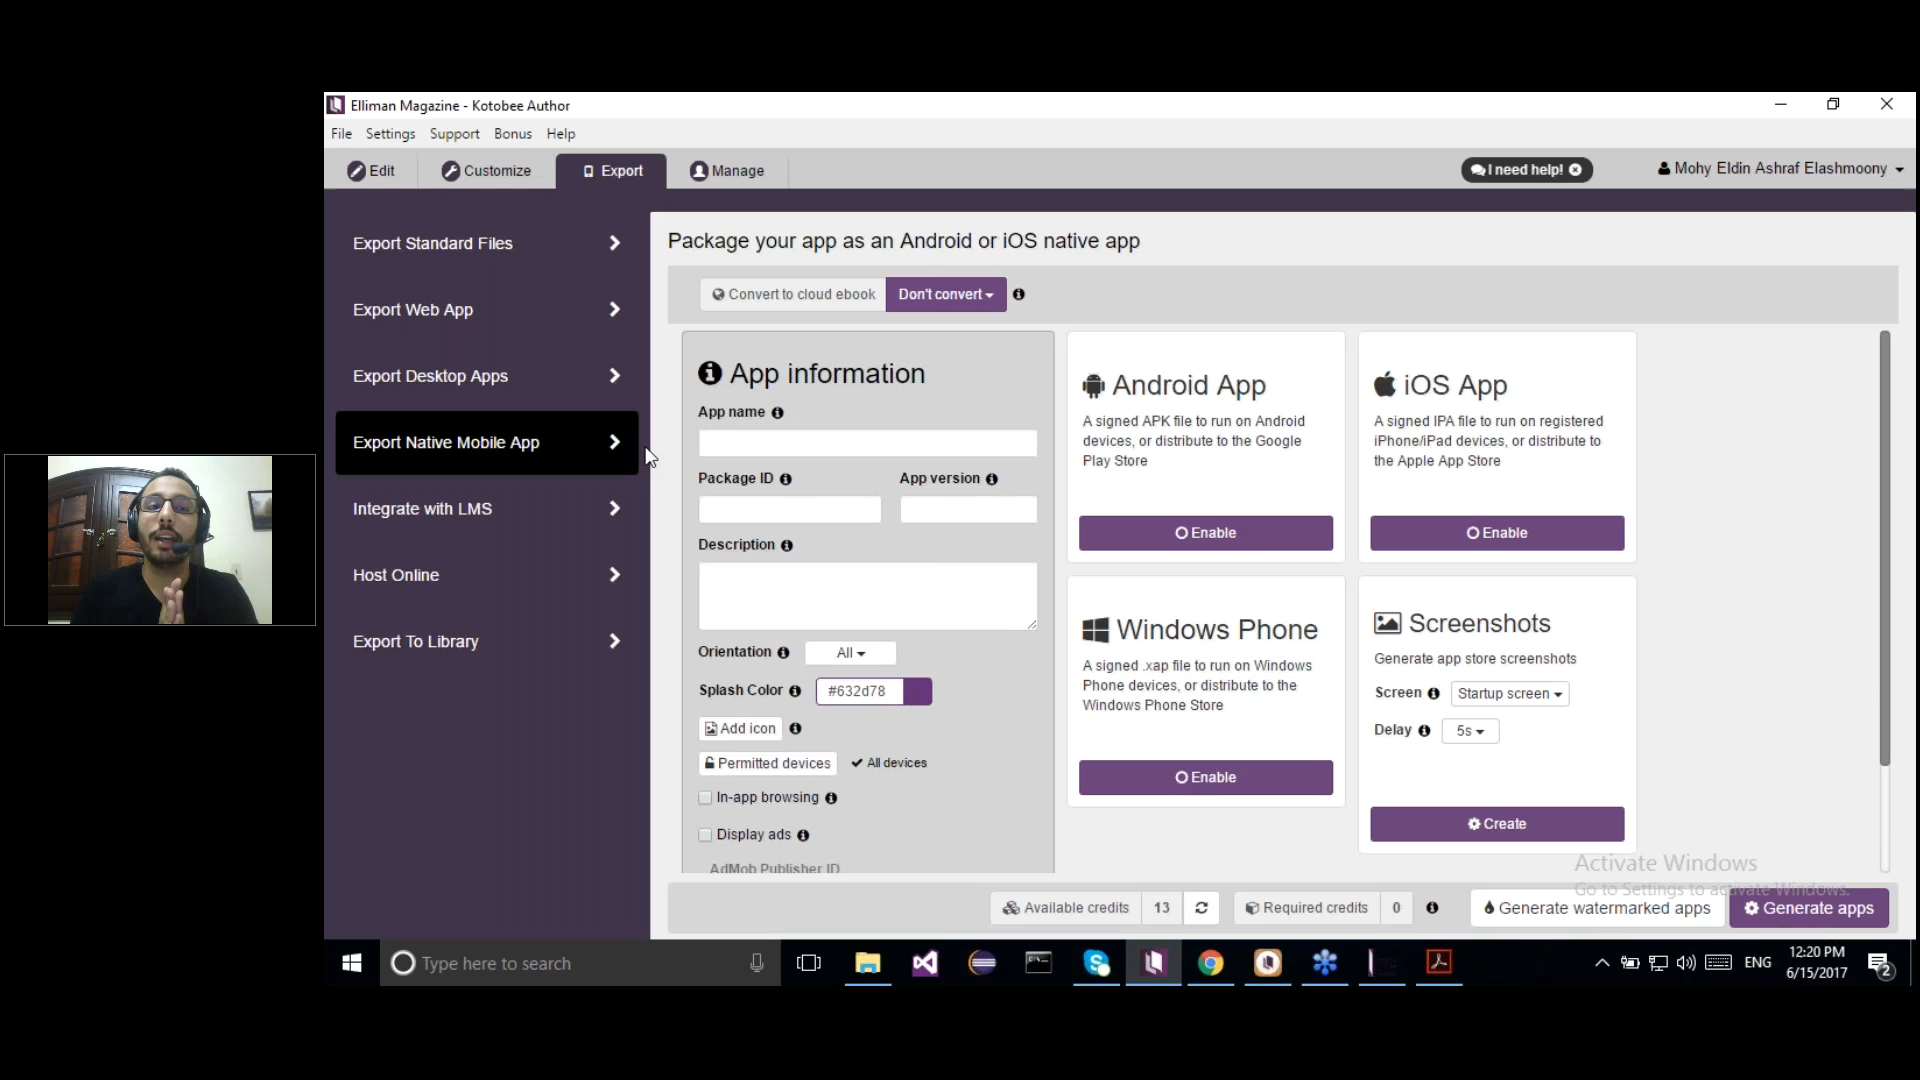 Elliman Magazine - Kotobee Author
File Settings Support Bonus Help
Edit Customize Export Manage I need help! Mohy Eldin Ashraf Elashmoony
Export Standard Files
Export Web App
Export Desktop Apps
Export Native Mobile App
Integrate with LMS
Host Online
Export To Library
Package your app as an Android or iOS native app
Convert to cloud ebook Don't convert
App information
App name
Package ID App version
Description
Orientation All
Splash Color #632d78
Add icon
Permitted devices All devices
In-app browsing
Display ads
AdMob Publisher ID
Android App
A signed APK file to run on Android
devices, or distribute to the Google
Play Store
Enable
iOS App
A signed IPA file to run on registered
iPhone/iPad devices, or distribute to
the Apple App Store
Enable
Windows Phone
A signed .xap file to run on Windows
Phone devices, or distribute to the
Windows Phone Store
Enable
Screenshots
Generate app store screenshots
Screen Startup screen
Delay 5s
Create
Activate Windows
Go to Settings to activate Windows.
Available credits 13 Required credits 0 Generate watermarked apps Generate apps
Type here to search ENG 12:20 PM
6/15/2017 2